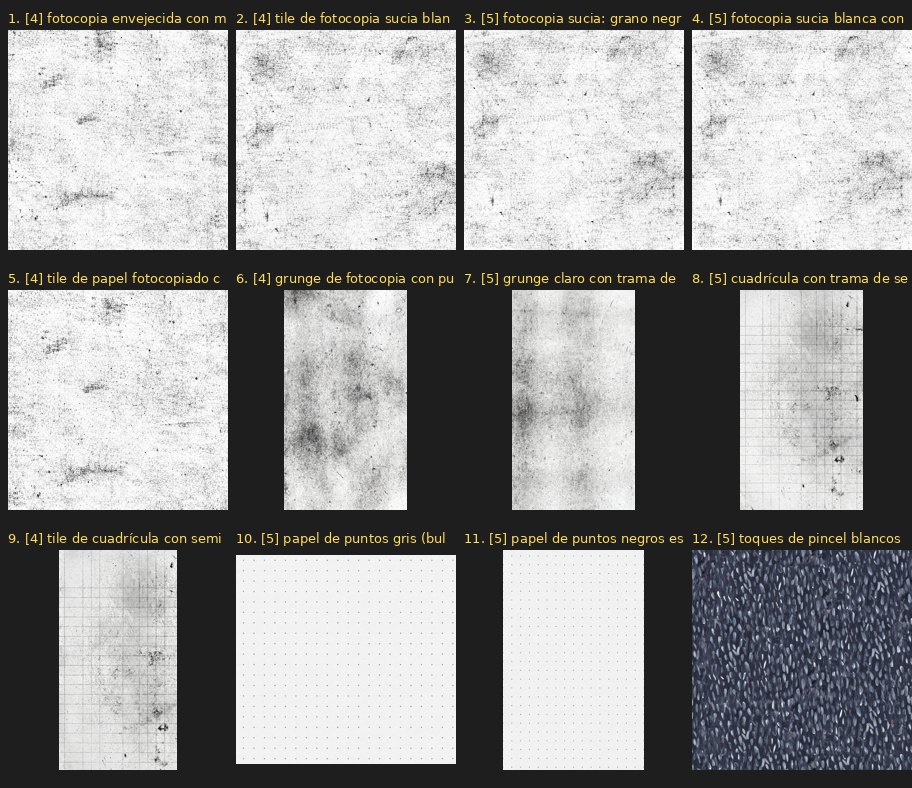 1. [4] fotocopia envejecida con m
2. [4] tile de fotocopia sucia blan
3. [5] fotocopia sucia: grano negr
4. [5] fotocopia sucia blanca con
5. [4] tile de papel fotocopiado c
6. [4] grunge de fotocopia con pu
7. [5] grunge claro con trama de
8. [5] cuadrícula con trama de se
9. [4] tile de cuadrícula con semi
10. [5] papel de puntos gris (bul
11. [5] papel de puntos negros es
12. [5] toques de pincel blancos